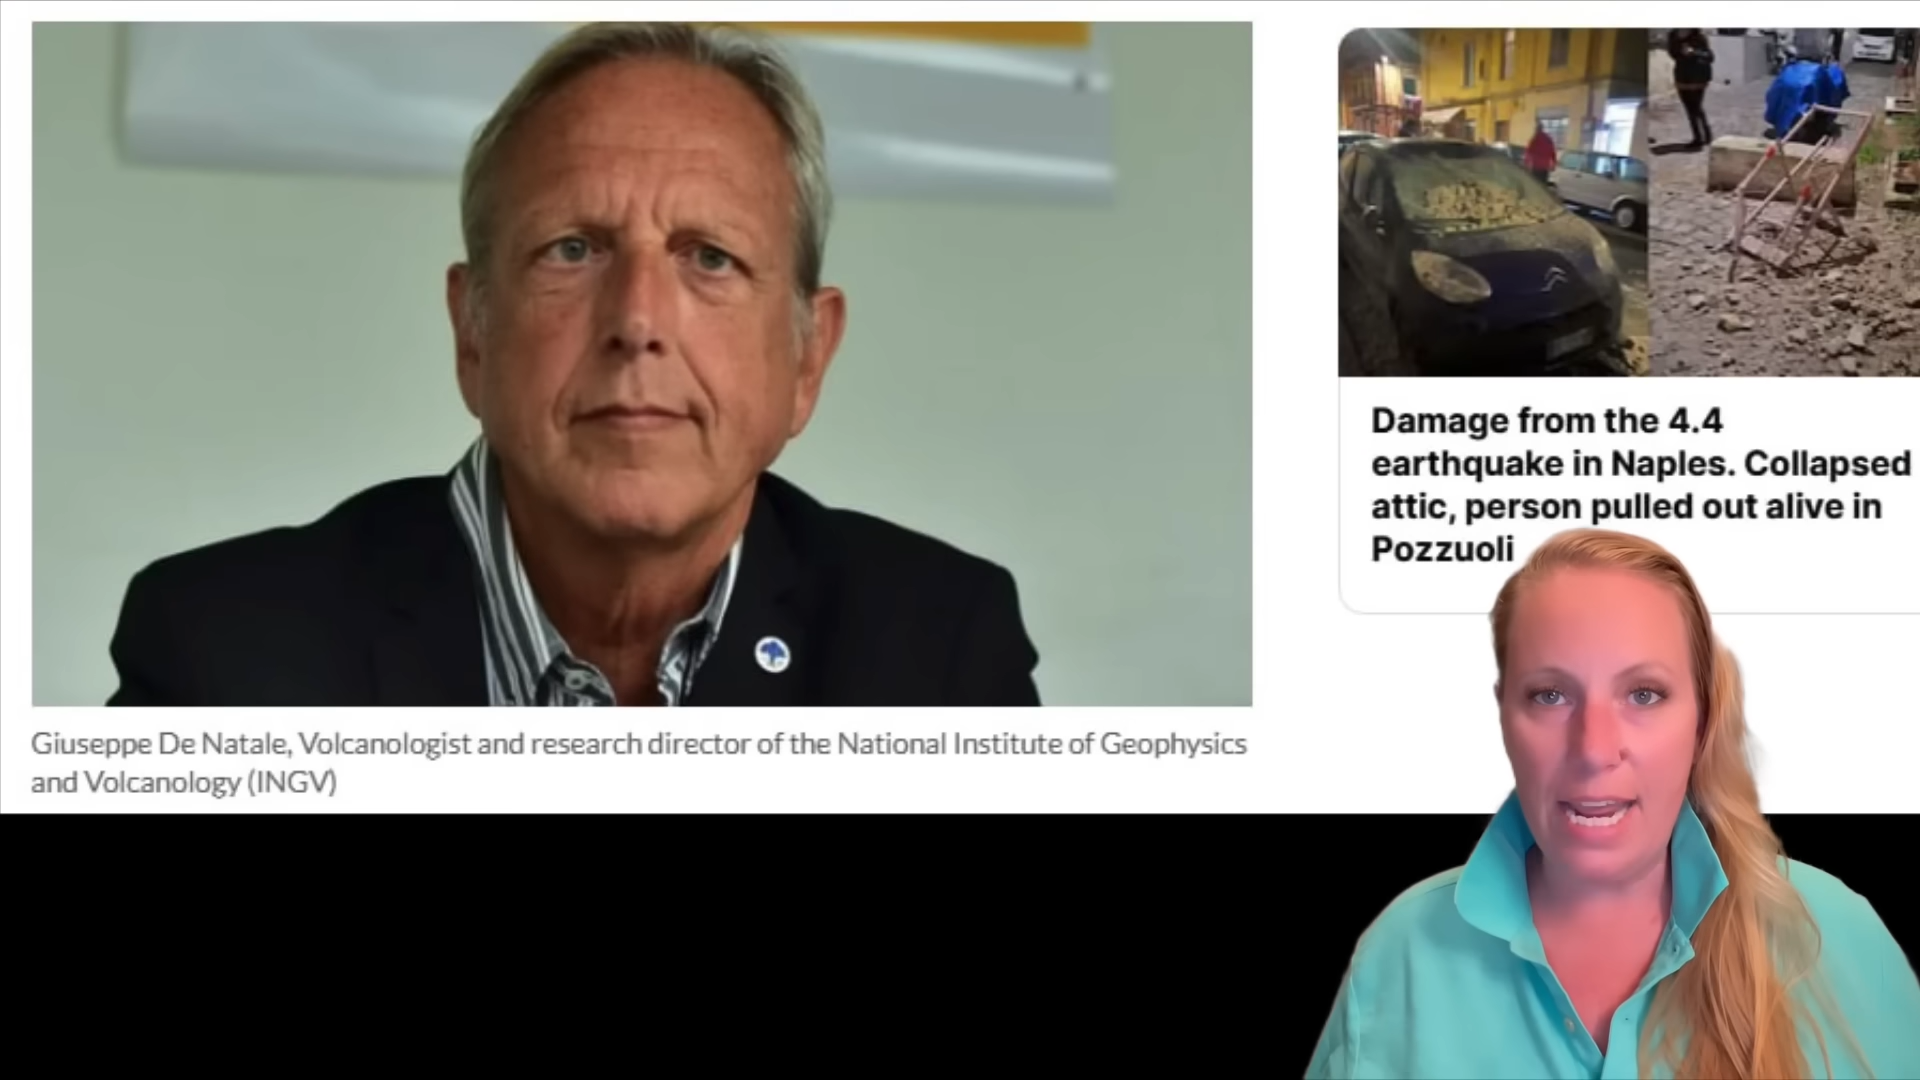 Damage from the 4.4
earthquake in Naples. Collapsed
attic, person pulled out alive in
Pozzuoli
Giuseppe De Natale, Volcanologist and research director of the National Institute of Geophysics
and Volcanology (INGV)